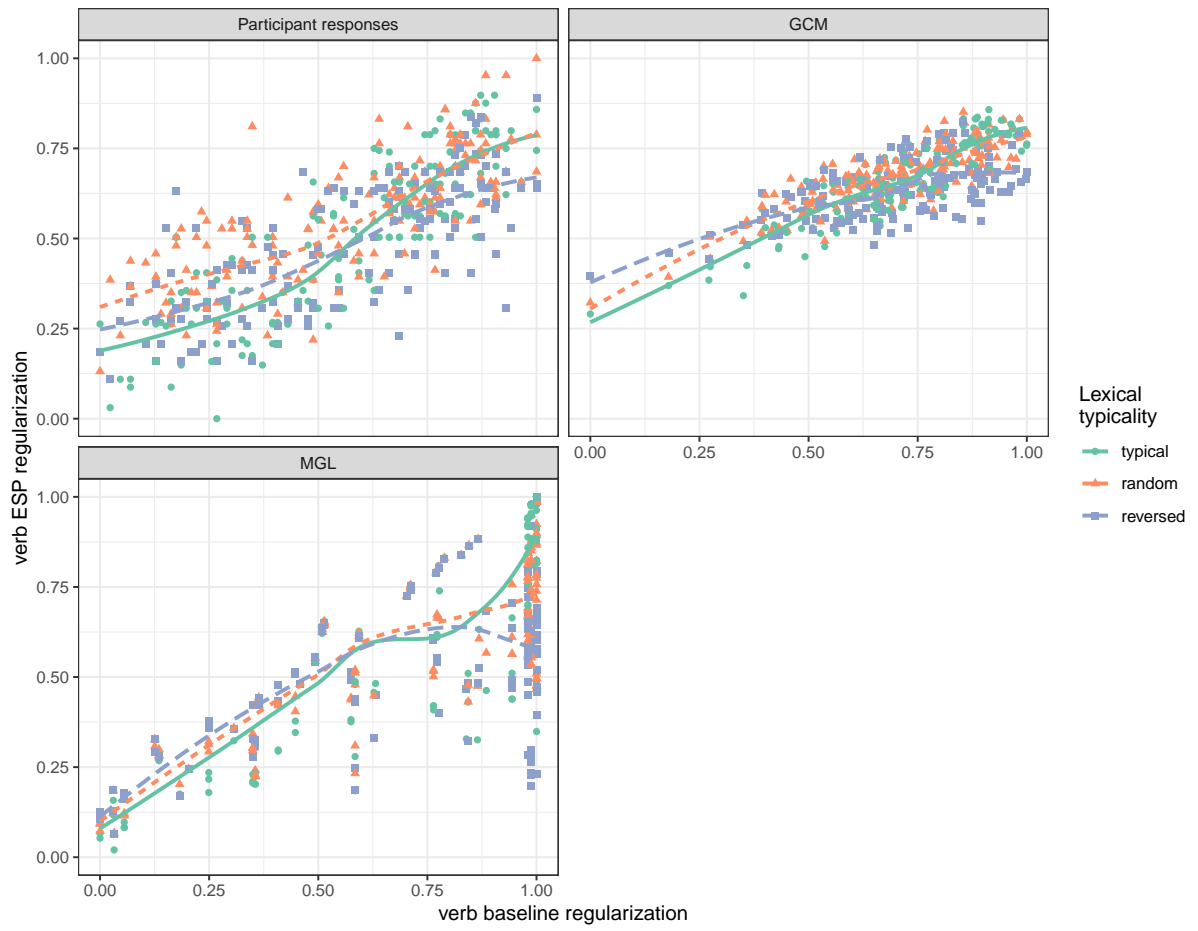 Participant responses
GCM
1.00
0.75
0.50
0.25
0.00
0.00 0.25 0.50 0.75 1.00
MGL
1.00
0.75
0.50
0.25
0.00
0.00 0.25 0.50 0.75 1.00
verb baseline regularization
verb ESP regularization
Lexical
typicality
typical
random
reversed